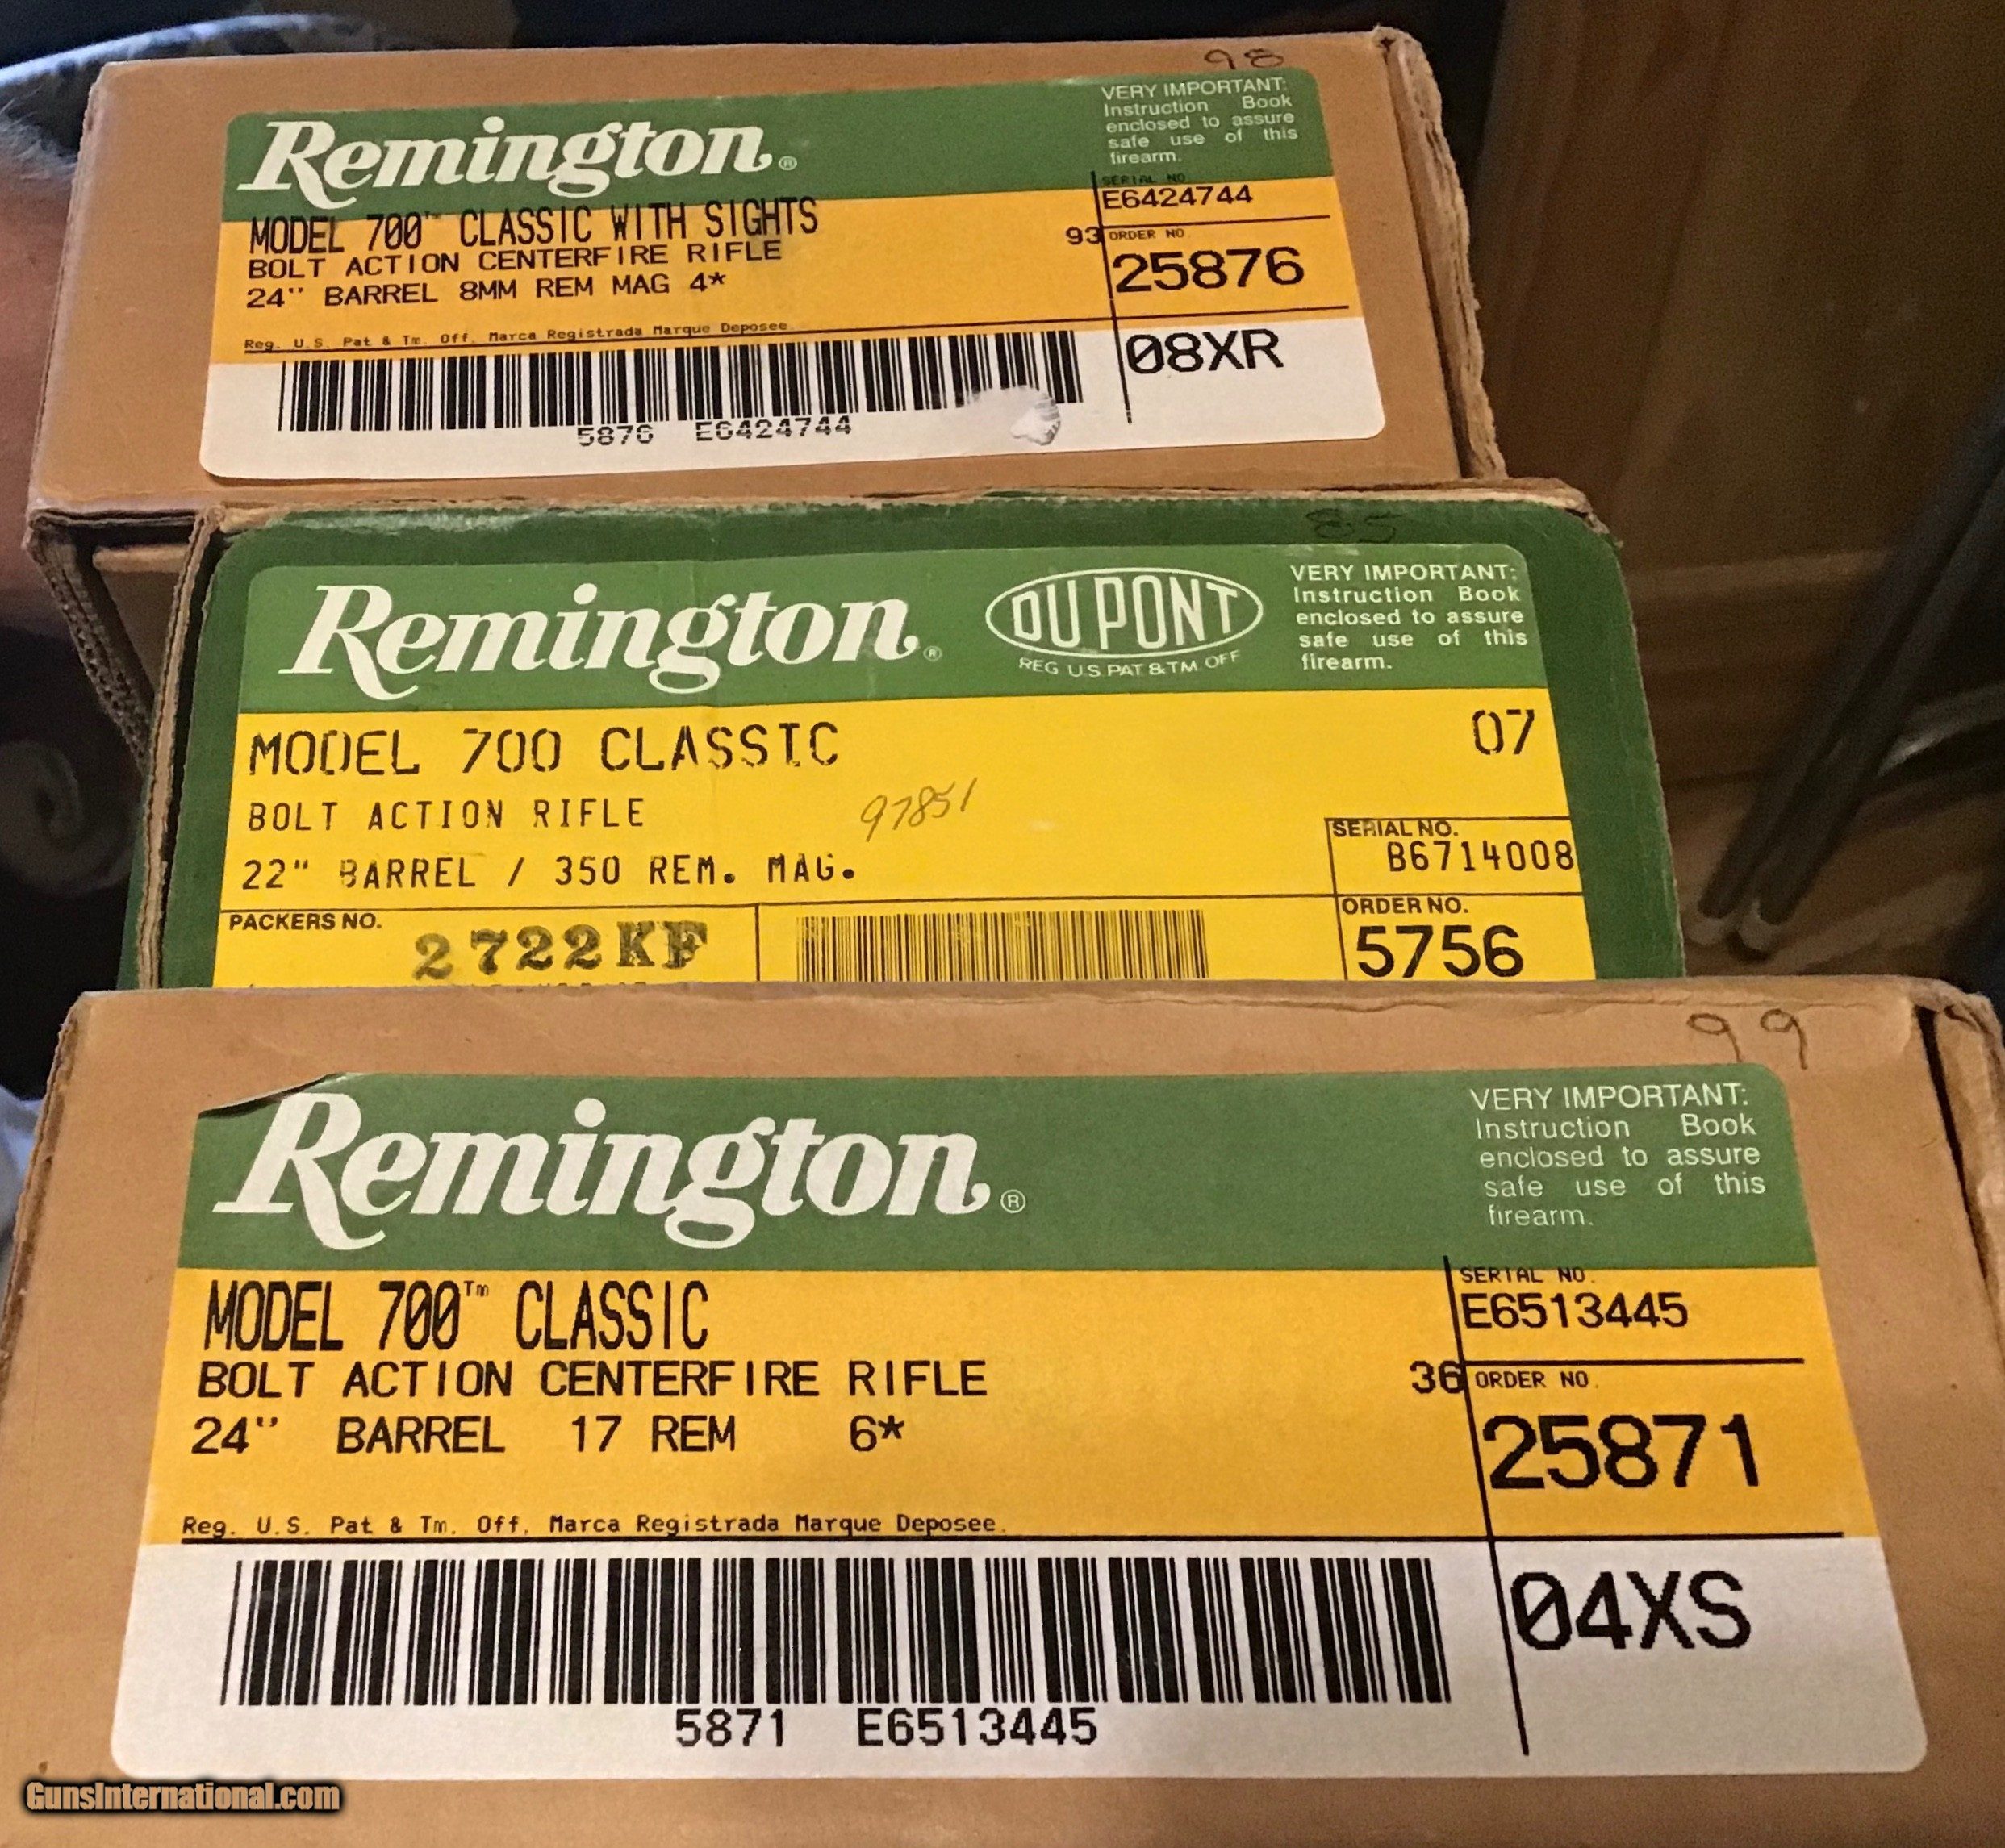 98
Remington®
VERY IMPORTANT:
Instruction Book
enclosed to assure
safe use of this
firearm.
MODEL 700™ CLASSIC WITH SIGHTS
BOLT ACTION CENTERFIRE RIFLE
24" BARREL 8MM REM MAG 4*
SERIAL NO
E6424744
93 ORDER NO
25876
Reg. U.S. Pat & Tm. Off. Marca Registrada Marque Deposee
08XR
5876 E6424744
85
Remington®
DU PONT
REG U.S. PAT & TM OFF
VERY IMPORTANT:
Instruction Book
enclosed to assure
safe use of this
firearm.
MODEL 700 CLASSIC
07
BOLT ACTION RIFLE
97851
22" BARREL / 350 REM. MAG.
SERIAL NO.
B6714008
PACKERS NO.
2722KF
ORDER NO.
5756
99
Remington®
VERY IMPORTANT:
Instruction Book
enclosed to assure
safe use of this
firearm.
MODEL 700™ CLASSIC
BOLT ACTION CENTERFIRE RIFLE
24" BARREL 17 REM 6*
SERIAL NO.
E6513445
36 ORDER NO.
25871
Reg. U.S. Pat & Tm. Off. Marca Registrada Marque Deposee.
04XS
5871 E6513445
GunsInternational.com